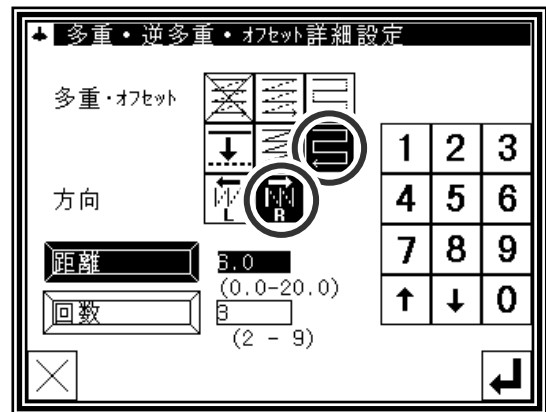 多重・逆多重・オフセット詳細設定
多重・オフセット
方向
L R
距離 6.0
(0.0-20.0)
回数 3
(2 - 9)
1 2 3
4 5 6
7 8 9
↑ ↓ 0